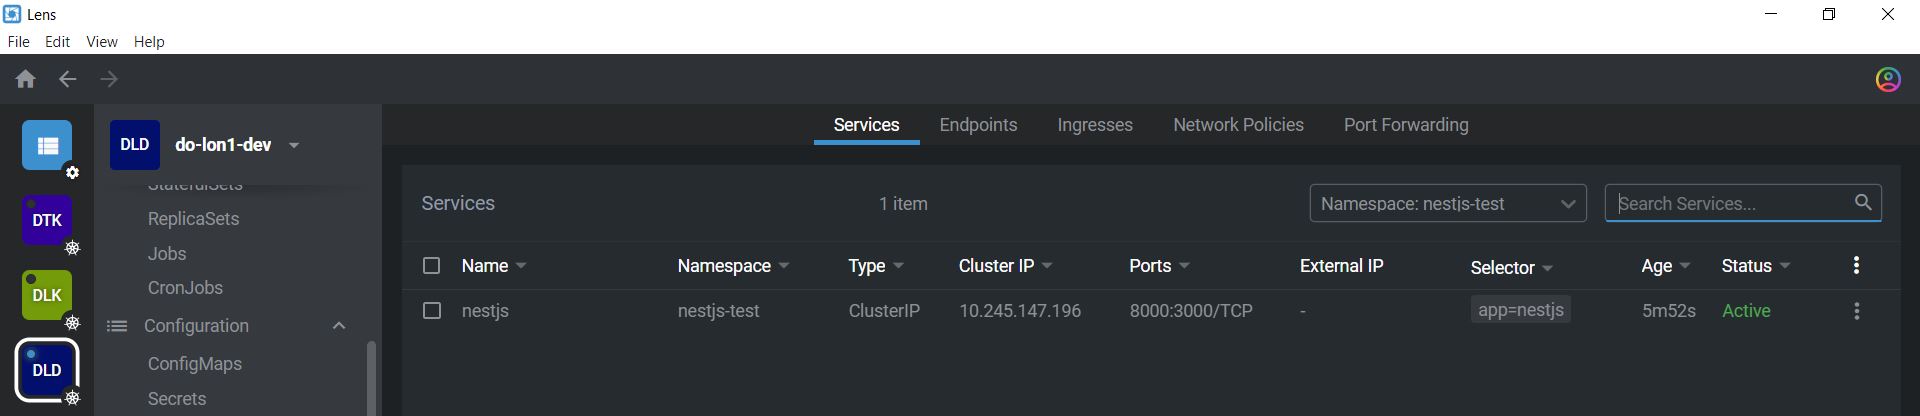 Lens
File Edit View Help
DTK
DLK
DLD
DLD do-lon1-dev
StatefulSets
ReplicaSets
Jobs
CronJobs
Configuration
ConfigMaps
Secrets
Services Endpoints Ingresses Network Policies Port Forwarding
Services 1 item Namespace: nestjs-test Search Services...
Name Namespace Type Cluster IP Ports External IP Selector Age Status
nestjs nestjs-test ClusterIP 10.245.147.196 8000:3000/TCP - app=nestjs 5m52s Active